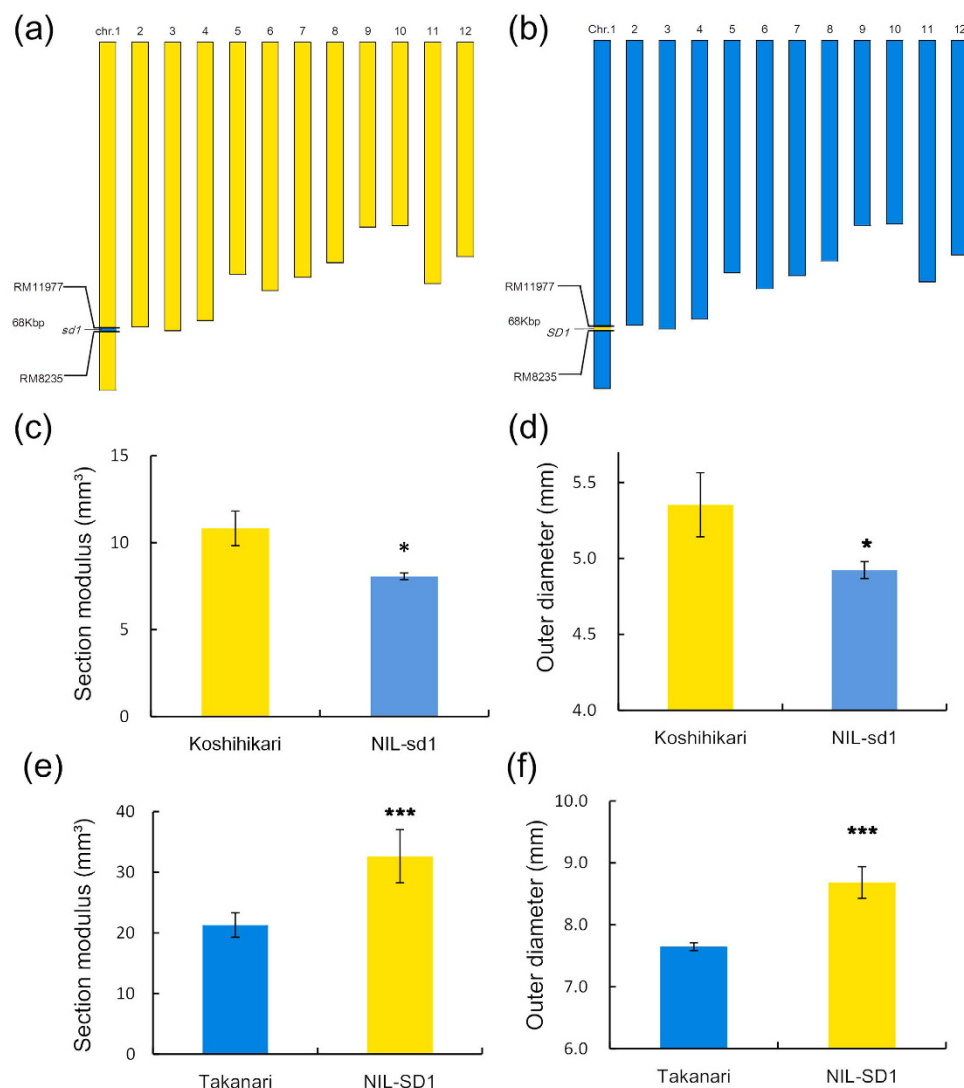 (a)
chr.1 2 3 4 5 6 7 8 9 10 11 12
RM11977
68Kbp
sd1
RM8235
(b)
Chr.1 2 3 4 5 6 7 8 9 10 11 12
RM11977
68Kbp
SD1
RM8235
(c)
Section modulus (mm³)
15
10
5
0
*
Koshihikari NIL-sd1
(d)
Outer diameter (mm)
5.5
5.0
4.5
4.0
*
Koshihikari NIL-sd1
(e)
Section modulus (mm³)
40
30
20
10
0
***
Takanari NIL-SD1
(f)
Outer diameter (mm)
10.0
9.0
8.0
7.0
6.0
***
Takanari NIL-SD1